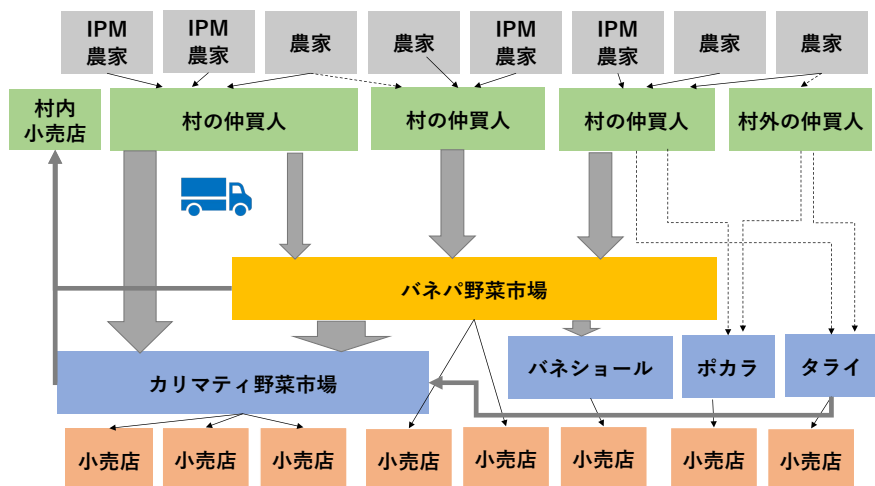 IPM
農家
IPM
農家
農家
農家
IPM
農家
IPM
農家
農家
農家
村内
小売店
村の仲買人
村の仲買人
村の仲買人
村外の仲買人
バネパ野菜市場
カリマティ野菜市場
バネショール
ポカラ
タライ
小売店
小売店
小売店
小売店
小売店
小売店
小売店
小売店